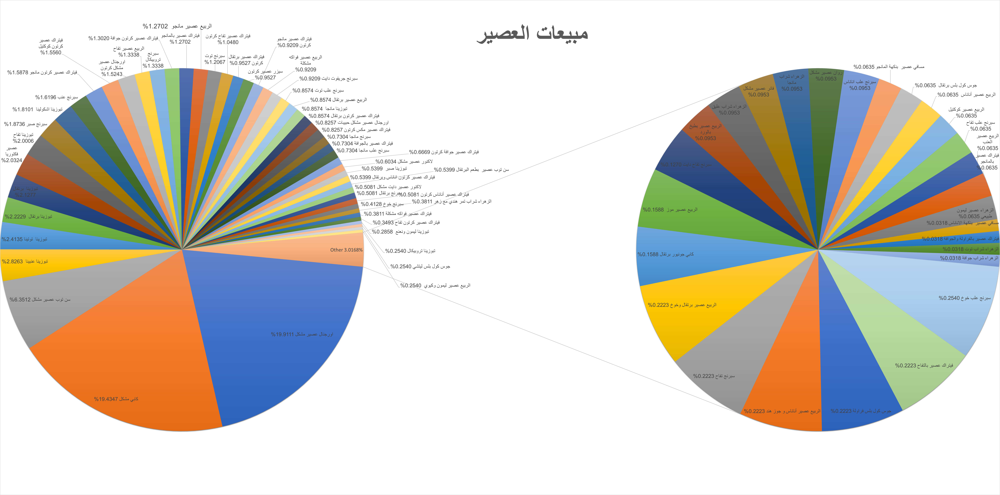 مبيعات العصير
الربيع عصير مانجو 1.2702%
فيتراك عصير بالمانجو
1.2702%
فيتراك عصير كرتون جوافة 1.3020%
سبرنج
تروبيكال
1.3338%
الربيع عصير تفاح
1.3338%
اورجنال عصير
مشكل كرتون
1.5243%
فيتراك عصير
كرتون كوكتيل
1.5560%
فيتراك عصير كرتون مانجو 1.5878%
سبرنج عنب 1.6196%
تبوزينا اشكولينا 1.8101%
سبرنج صبر 1.8736%
تبوزينا تفاح
2.0006%
عصير
فكتوريا
2.0324%
تبوزينا برتقال
2.1277%
تبوزينا برتقال 2.2229%
تبوزينا توتينا 2.4135%
تبوزينا عنبينا 2.8263%
سن توب عصير مشكل 6.3512%
كابي مشكل 19.4347%
اورجنال عصير مشكل 19.9111%
Other 3.0168%
سبرنج توت
1.2067%
فيتراك عصير تفاح كرتون
1.0480%
فيتراك عصير برتقال
كرتون 0.9527%
سيزر عصير كرتون
0.9527%
فيتراك عصير مانجو
كرتون 0.9209%
الربيع عصير فواكه
مشكلة
0.9209%
سبرنج جريفوت دايت 0.9209%
سبرنج علب توت 0.8574%
الربيع عصير برتقال 0.8574%
تبوزينا مانجا 0.8574%
فيتراك عصير كرتون برتقال 0.8574%
اورجنال عصير مشكل حبيبات 0.8257%
فيتراك عصير مكس كرتون 0.8257%
سبرنج مانجا 0.7304%
فيتراك عصير بالجوافة 0.7304%
سبرنج علب مانجا 0.7304%
فيتراك عصير جوافة كرتون 0.6669%
لاكنور عصير مشكل 0.6034%
تبوزينا صبر 0.5399%
سن توب عصير بطعم البرتقال 0.5399%
فيتراك عصير كرتون اناناس وبرتقال 0.5399%
لاكنور عصير دايت مشكل 0.5081%
سبرنج برتقال 0.5081%
فيتراك عصير أناناس كرتون 0.5081%
سبرنج خوخ 0.4128%
الزهراء شراب تمر هندي مع زهر 0.3811%
فيتراك عصير فواكه مشكلة 0.3811%
فيتراك عصير كرتون تفاح 0.3493%
تبوزينا ليمون ونعنع 0.2858%
تبوزينا تروبيكال 0.2540%
جوس كول بلس ليتشي 0.2540%
الربيع عصير ليمون وكيوي 0.2540%
سبرنج علب خوخ 0.2540%
فيتراك عصير بالتفاح 0.2223%
جوس كول بلس فراولة 0.2223%
الربيع عصير أناناس و جوز هند 0.2223%
سبرنج تفاح 0.2223%
الربيع عصير برتقال وخوخ 0.2223%
كابي جونيور برتقال 0.1588%
الربيع عصير موز 0.1588%
سبرنج تفاح دايت 0.1270%
الربيع عصير بطيخ
بالورد
0.0953%
الزهراء شراب عليق
0.0953%
فانر عصير مشكل
0.0953%
الزهراء شراب
مانجا
0.0953%
روان عصير مشكل
0.0953%
سبرنج علب اناناس
0.0953%
مسافي عصير بنكهة المانجو 0.0635%
جوس كول بلس برتقال 0.0635%
الربيع عصير أناناس 0.0635%
الربيع عصير كوكتيل
0.0635%
سبرنج علب تفاح
0.0635%
الربيع عصير
العنب
0.0635%
فيتراك عصير
بالمانجو
0.0635%
الزهراء عصير ليمون
طبيعي 0.0635%
مسافي عصير بنكهة الاناناس 0.0318%
فيتراك عصير بالفراولة والجوافة 0.0318%
الزهراء شراب توت 0.0318%
الزهراء شراب جوافة 0.0318%